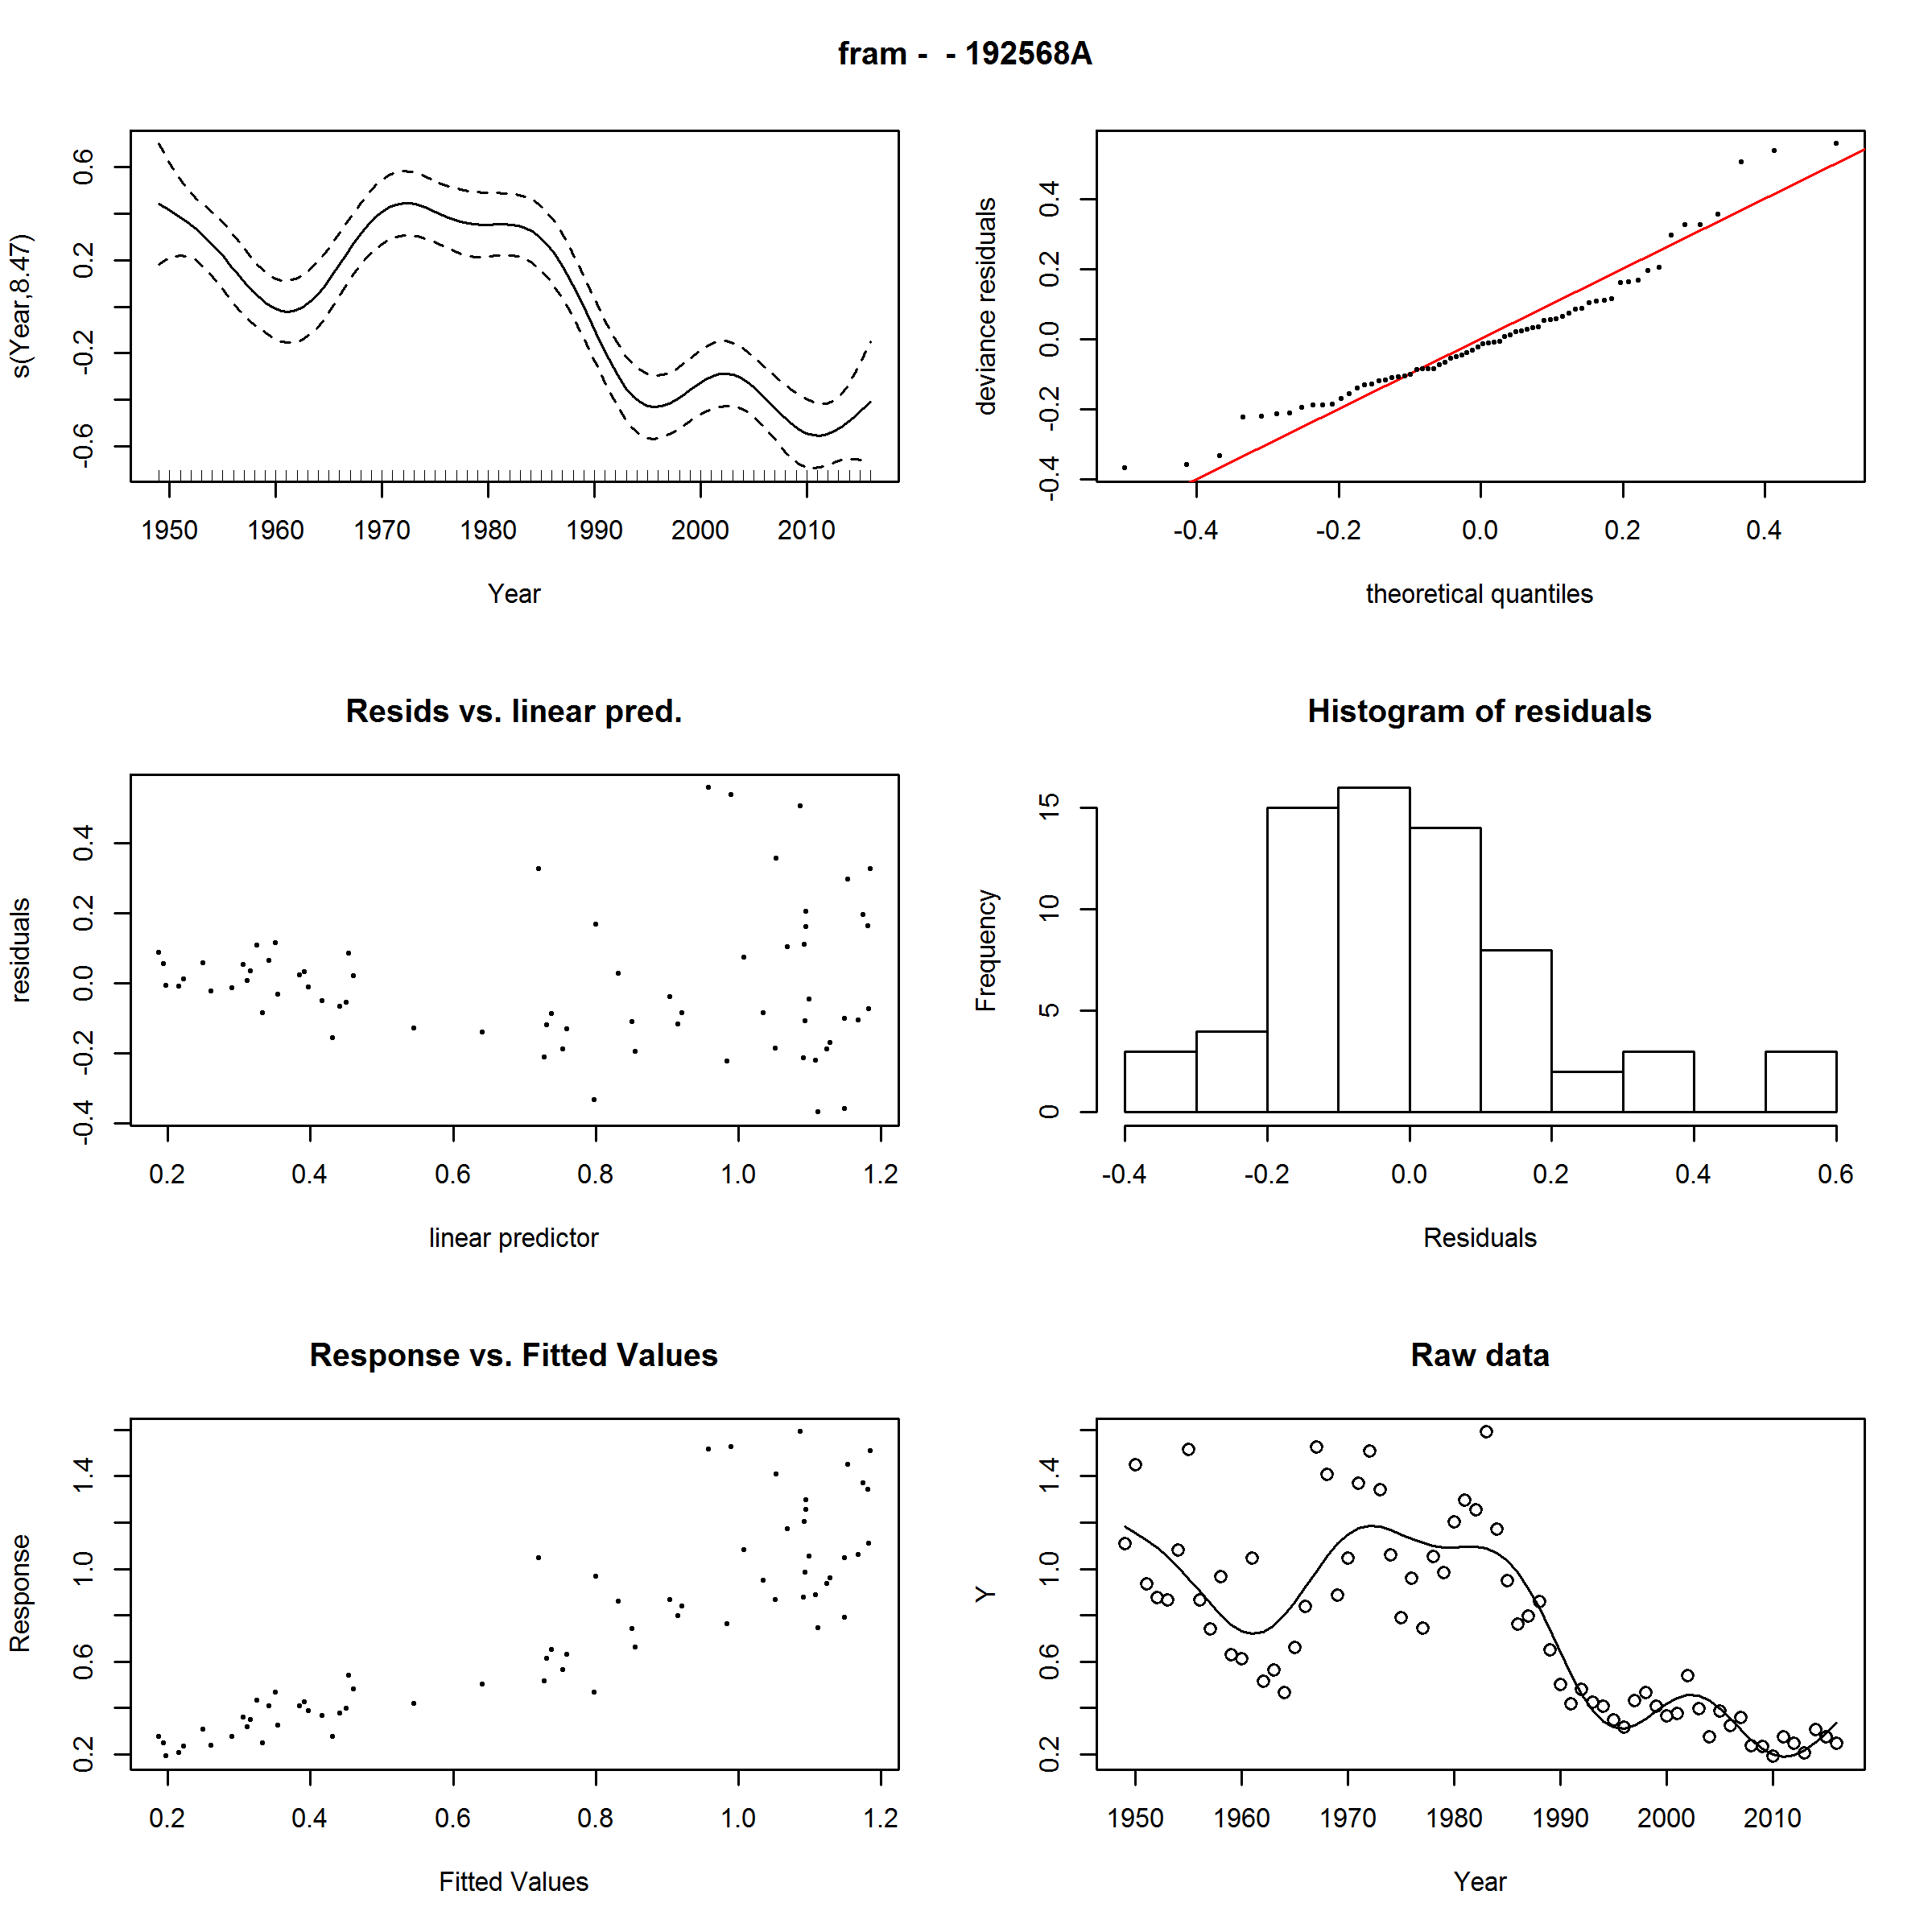 fram -  - 192568A
s(Year,8.47)
-0.6 -0.2 0.2 0.6
1950 1960 1970 1980 1990 2000 2010
Year
deviance residuals
-0.4 -0.2 0.0 0.2 0.4
-0.4 -0.2 0.0 0.2 0.4
theoretical quantiles
Resids vs. linear pred.
residuals
-0.4 -0.2 0.0 0.2 0.4
0.2 0.4 0.6 0.8 1.0 1.2
linear predictor
Histogram of residuals
Frequency
0 5 10 15
-0.4 -0.2 0.0 0.2 0.4 0.6
Residuals
Response vs. Fitted Values
Response
0.2 0.6 1.0 1.4
0.2 0.4 0.6 0.8 1.0 1.2
Fitted Values
Raw data
Y
0.2 0.6 1.0 1.4
1950 1960 1970 1980 1990 2000 2010
Year